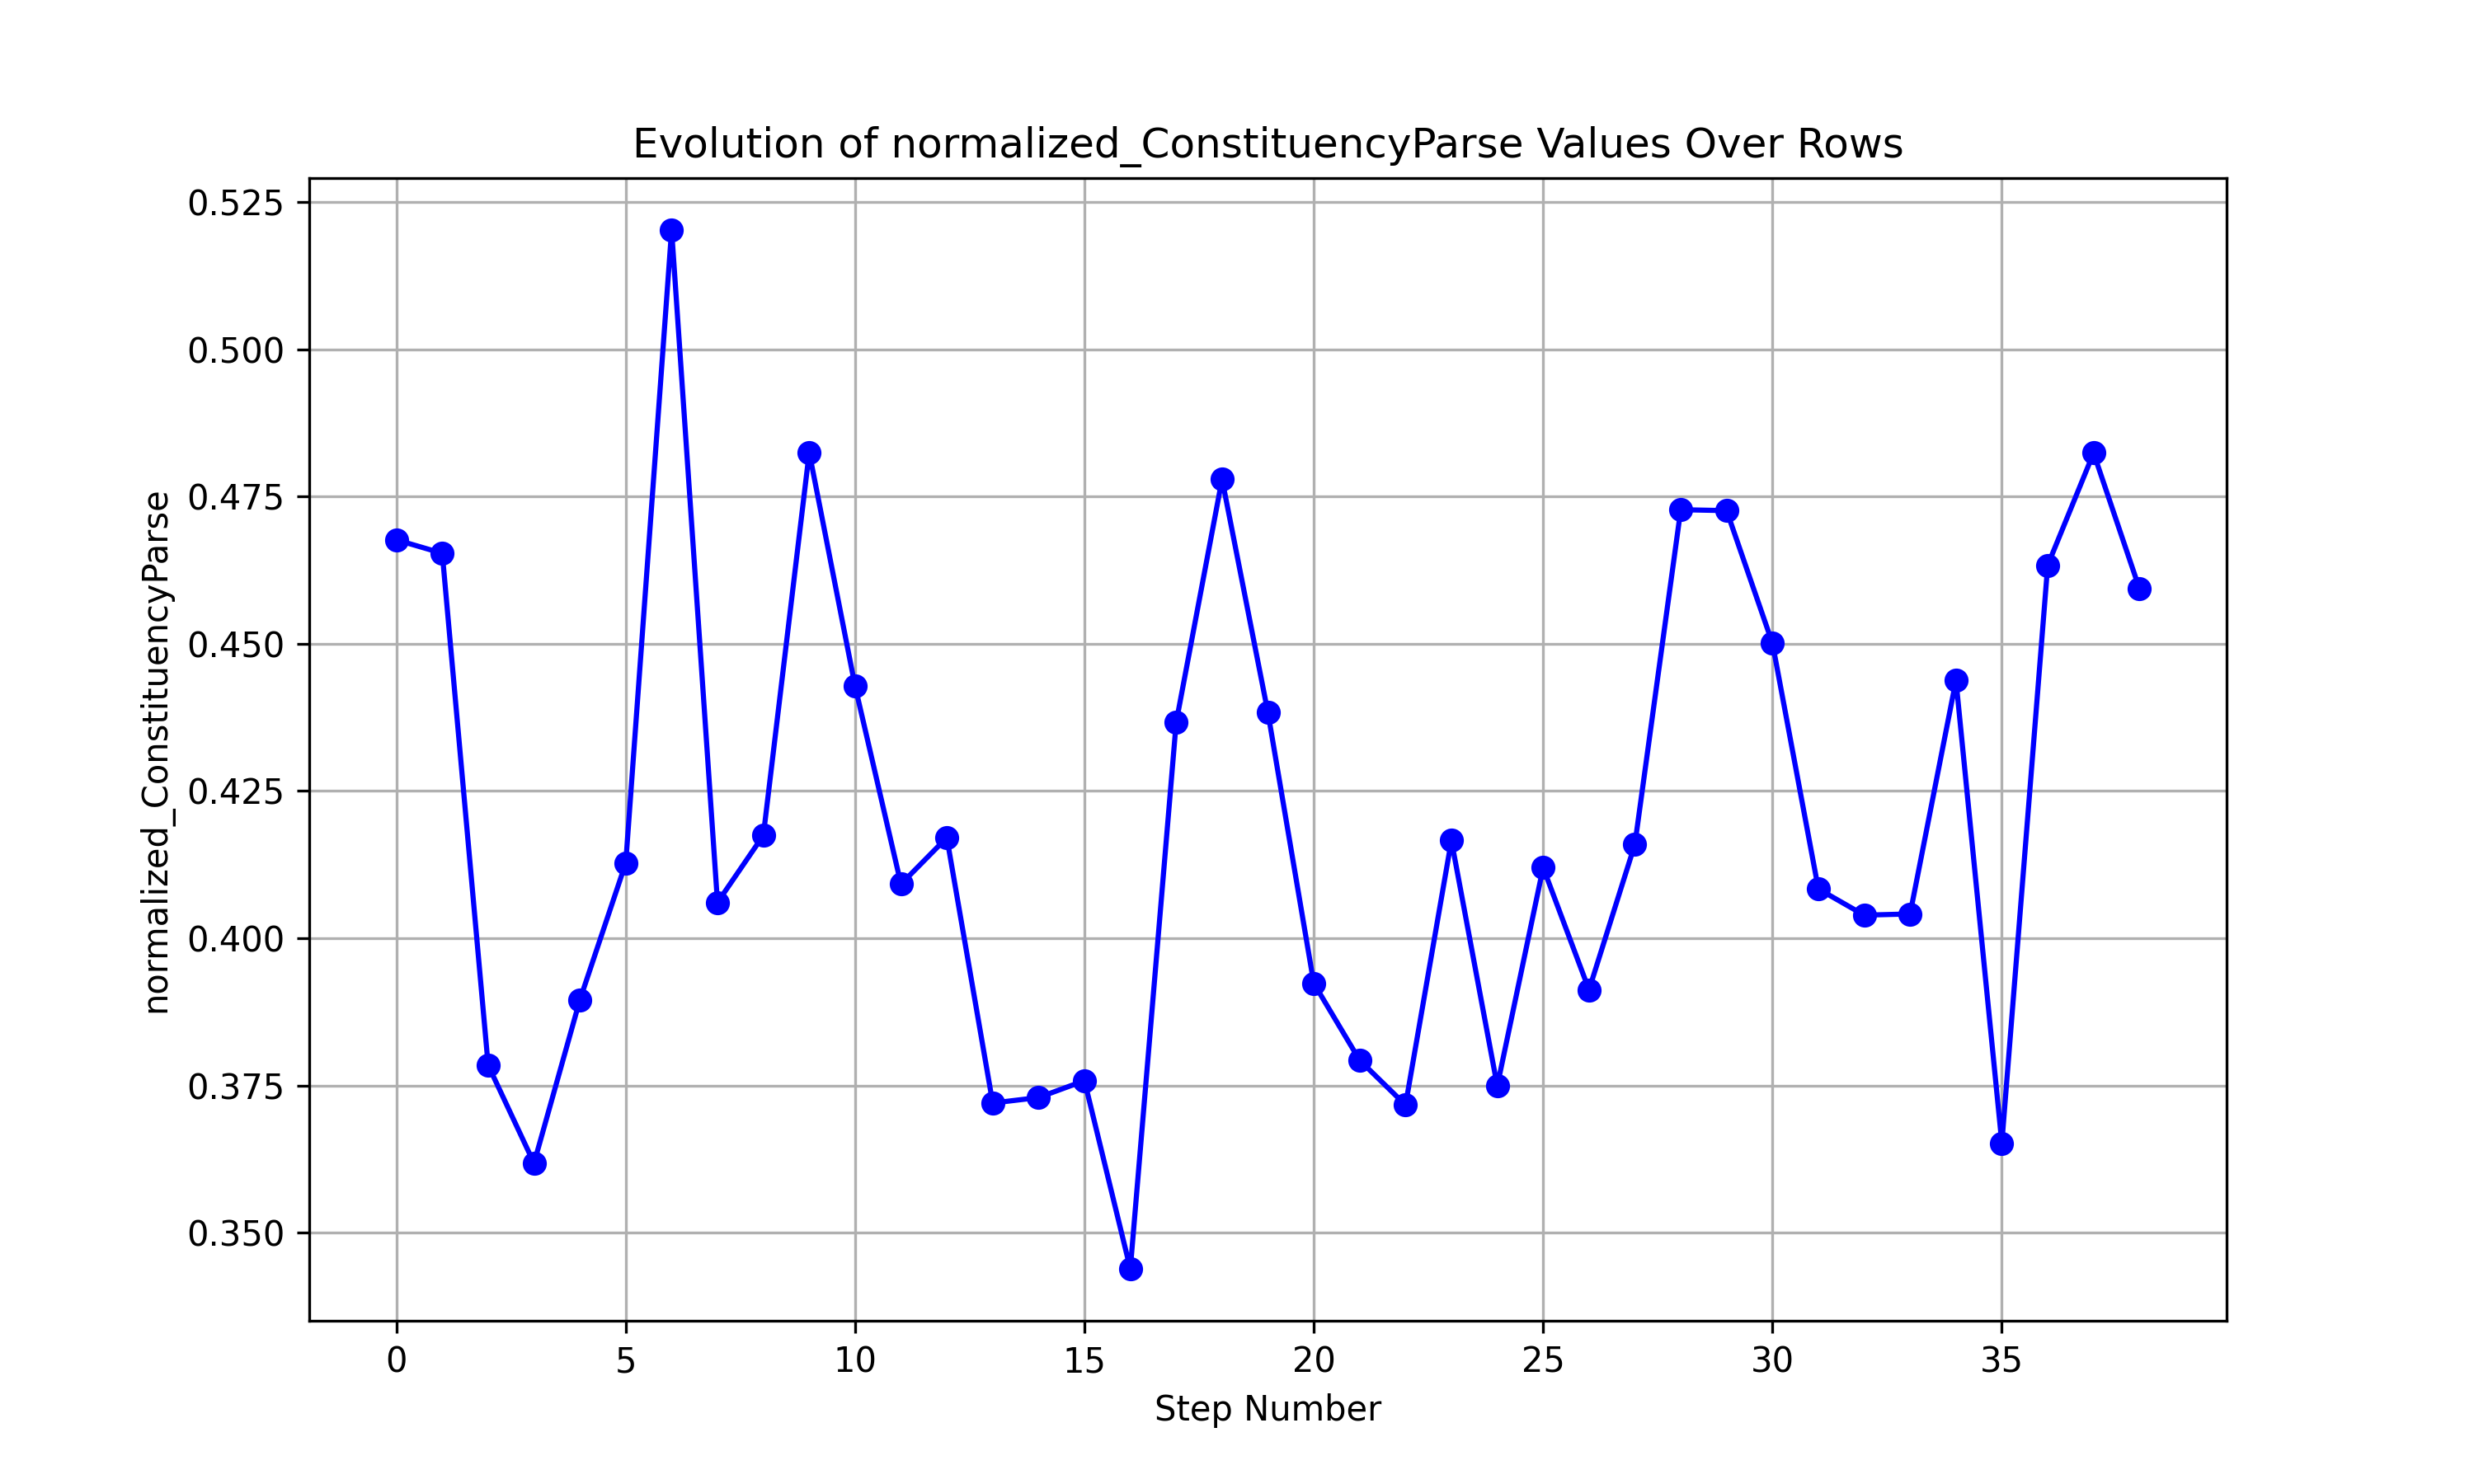 Evolution of normalized_ConstituencyParse Values Over Rows
normalized_ConstituencyParse
0.525
0.500
0.475
0.450
0.425
0.400
0.375
0.350
0 5 10 15 20 25 30 35
Step Number